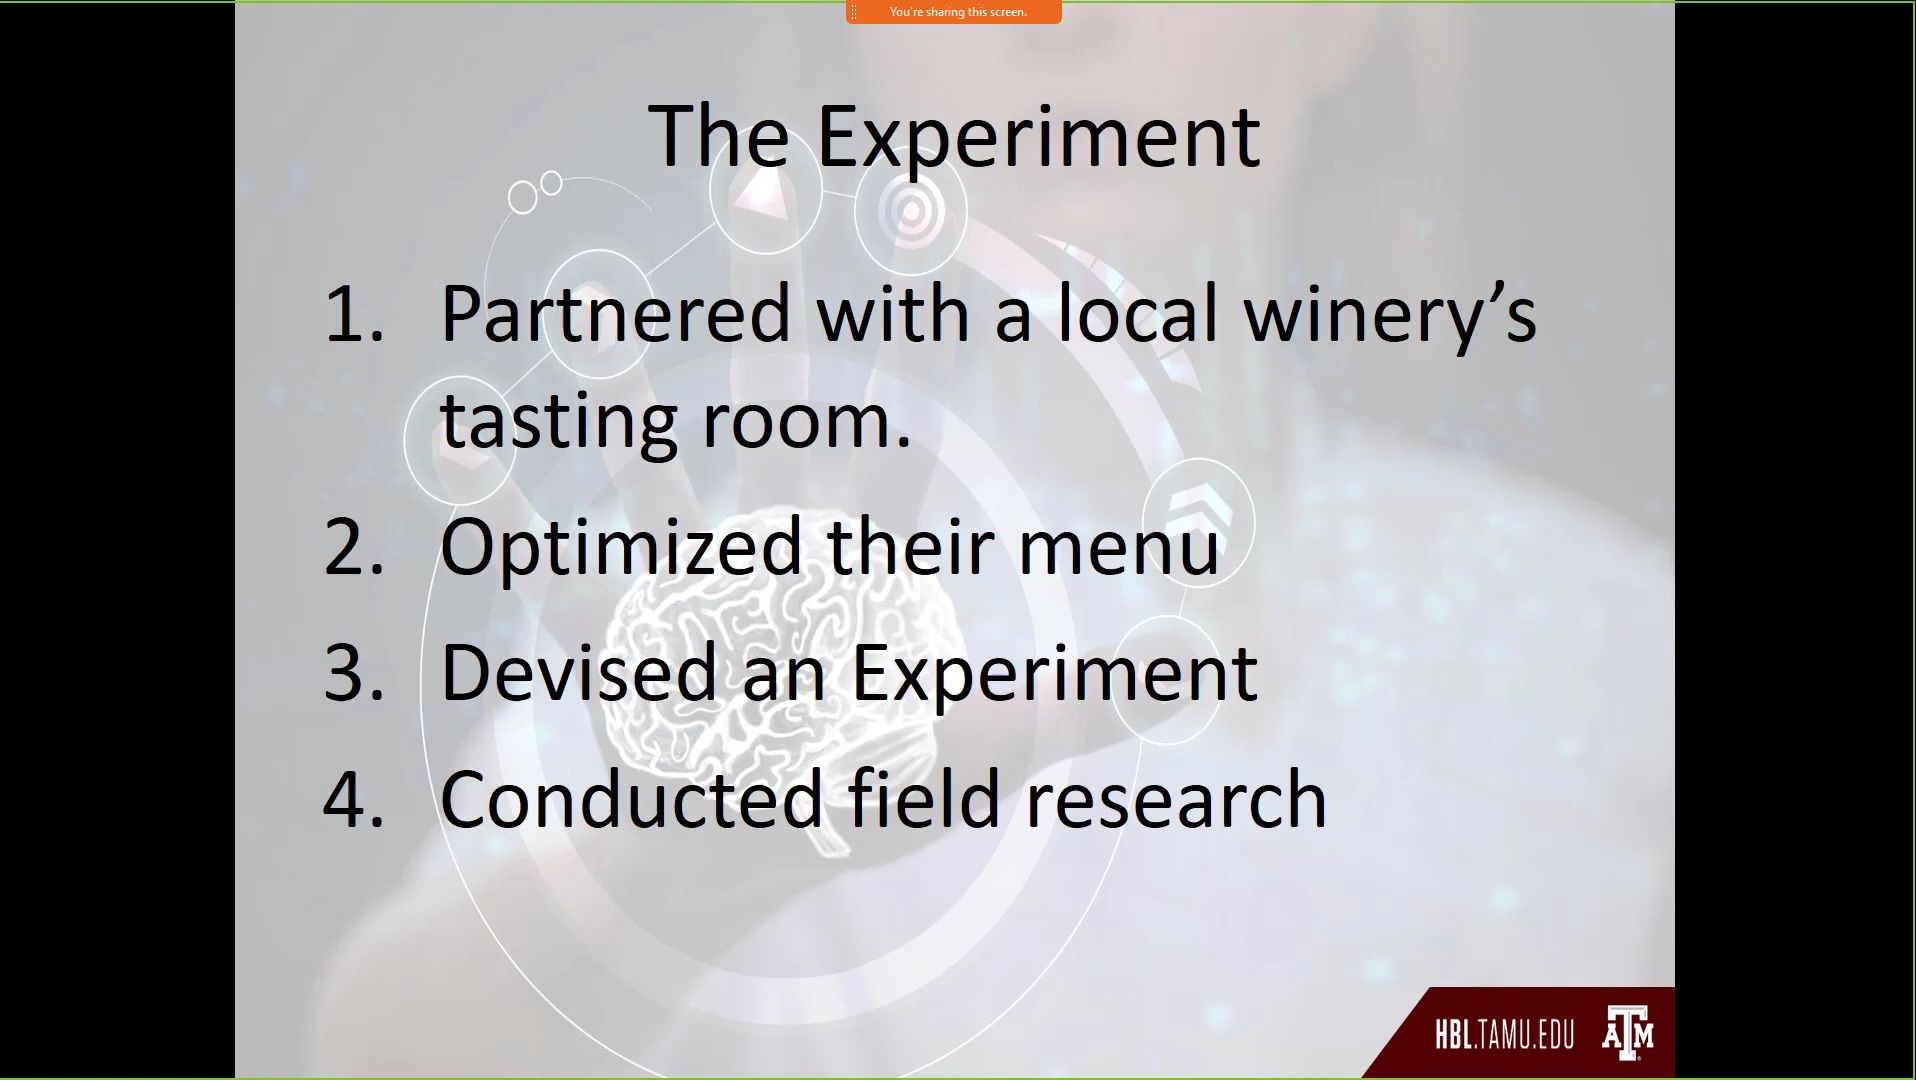 You're sharing this screen.
The Experiment
1. Partnered with a local winery’s
tasting room.
2. Optimized their menu
3. Devised an Experiment
4. Conducted field research
HBL.TAMU.EDU
ATM